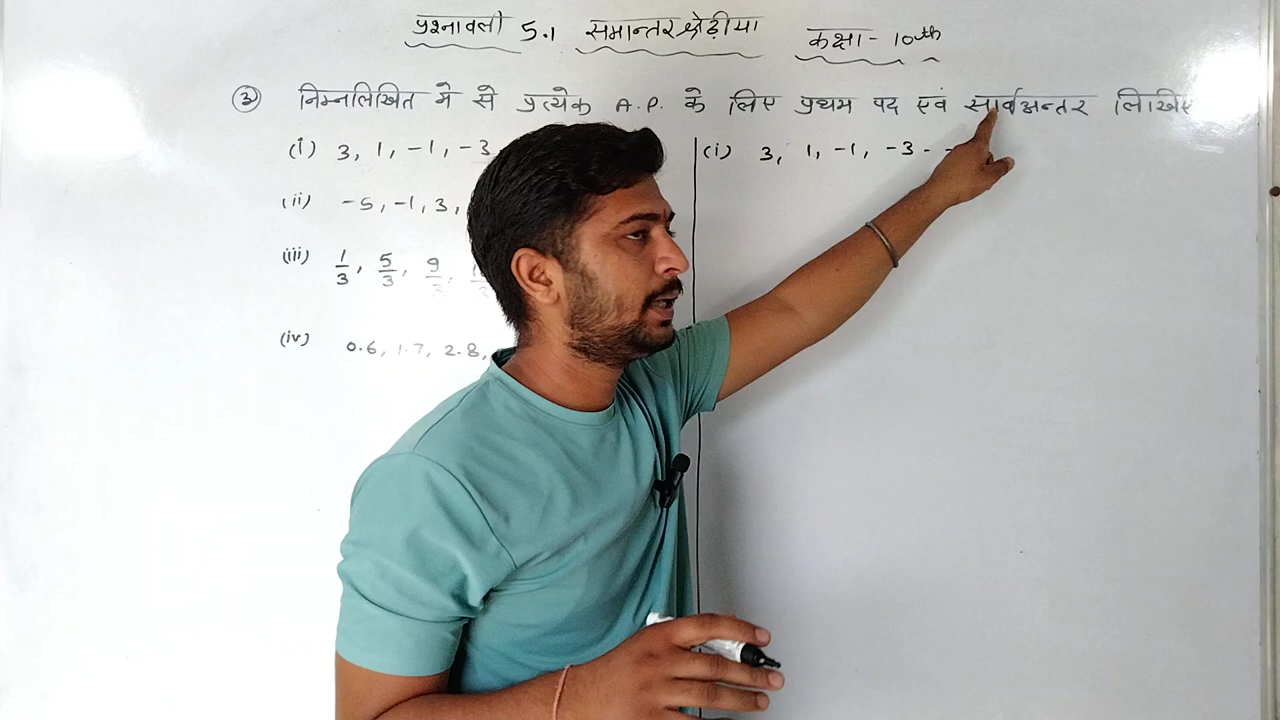 प्रश्नावली 5.1 समान्तर श्रेढ़ीया कक्षा- 10th
③ निम्नलिखित में से प्रत्येक A.P. के लिए प्रथम पद एवं सार्वअन्तर लिखिए
(i) 3, 1, -1, -3
(ii) -5, -1, 3,
(iii) 1/3, 5/3, 9/3,
(iv) 0.6, 1.7, 2.8,
(i) 3, 1, -1, -3 - -